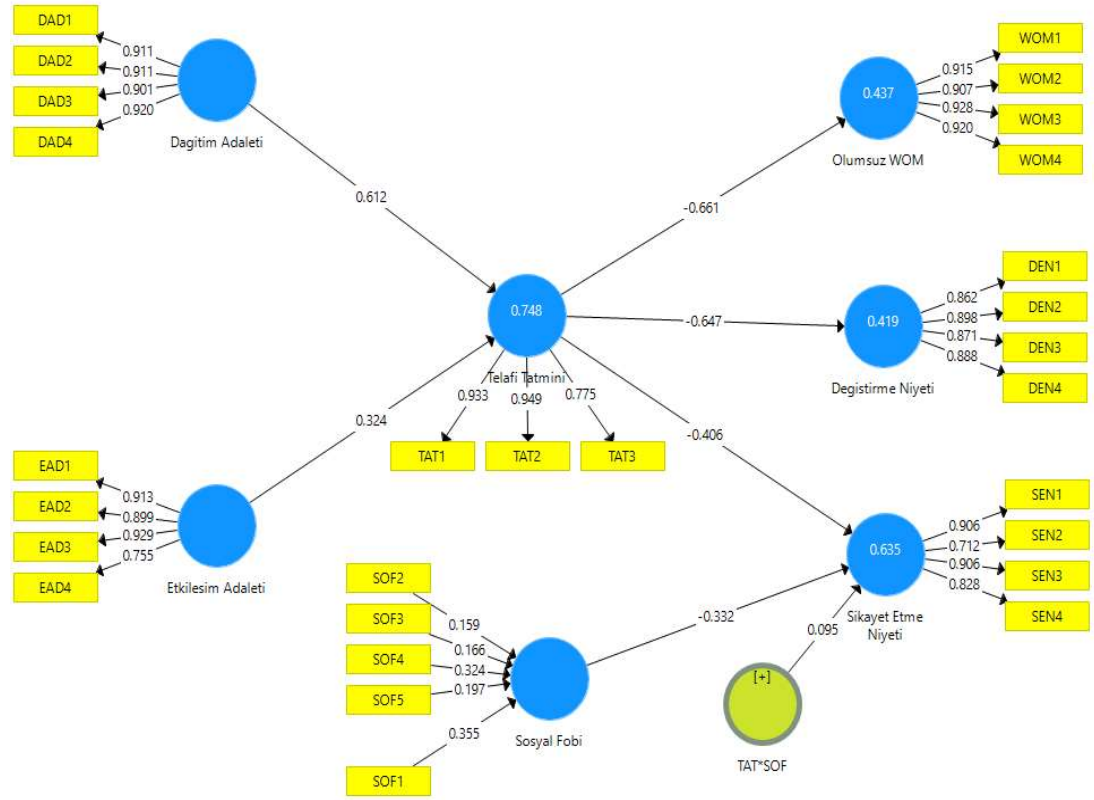 DAD1
DAD2
DAD3
DAD4
0.911
0.911
0.901
0.920
Dagitim Adaleti
0.612
EAD1
EAD2
EAD3
EAD4
0.913
0.899
0.929
0.755
Etkilesim Adaleti
0.324
0.748
Telafi Tatmini
0.933
0.949
0.775
TAT1
TAT2
TAT3
SOF2
SOF3
SOF4
SOF5
SOF1
0.159
0.166
0.324
0.197
0.355
Sosyal Fobi
-0.661
-0.647
-0.406
-0.332
0.095
[+]
TAT*SOF
0.437
Olumsuz WOM
0.915
0.907
0.928
0.920
WOM1
WOM2
WOM3
WOM4
0.419
Degistirme Niyeti
0.862
0.898
0.871
0.888
DEN1
DEN2
DEN3
DEN4
0.635
Sikayet Etme
Niyeti
0.906
0.712
0.906
0.828
SEN1
SEN2
SEN3
SEN4